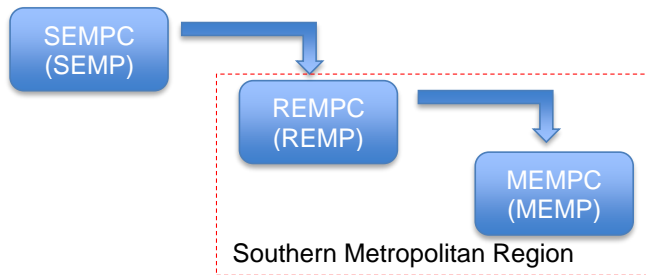 SEMPC
(SEMP)
REMPC
(REMP)
MEMPC
(MEMP)
Southern Metropolitan Region